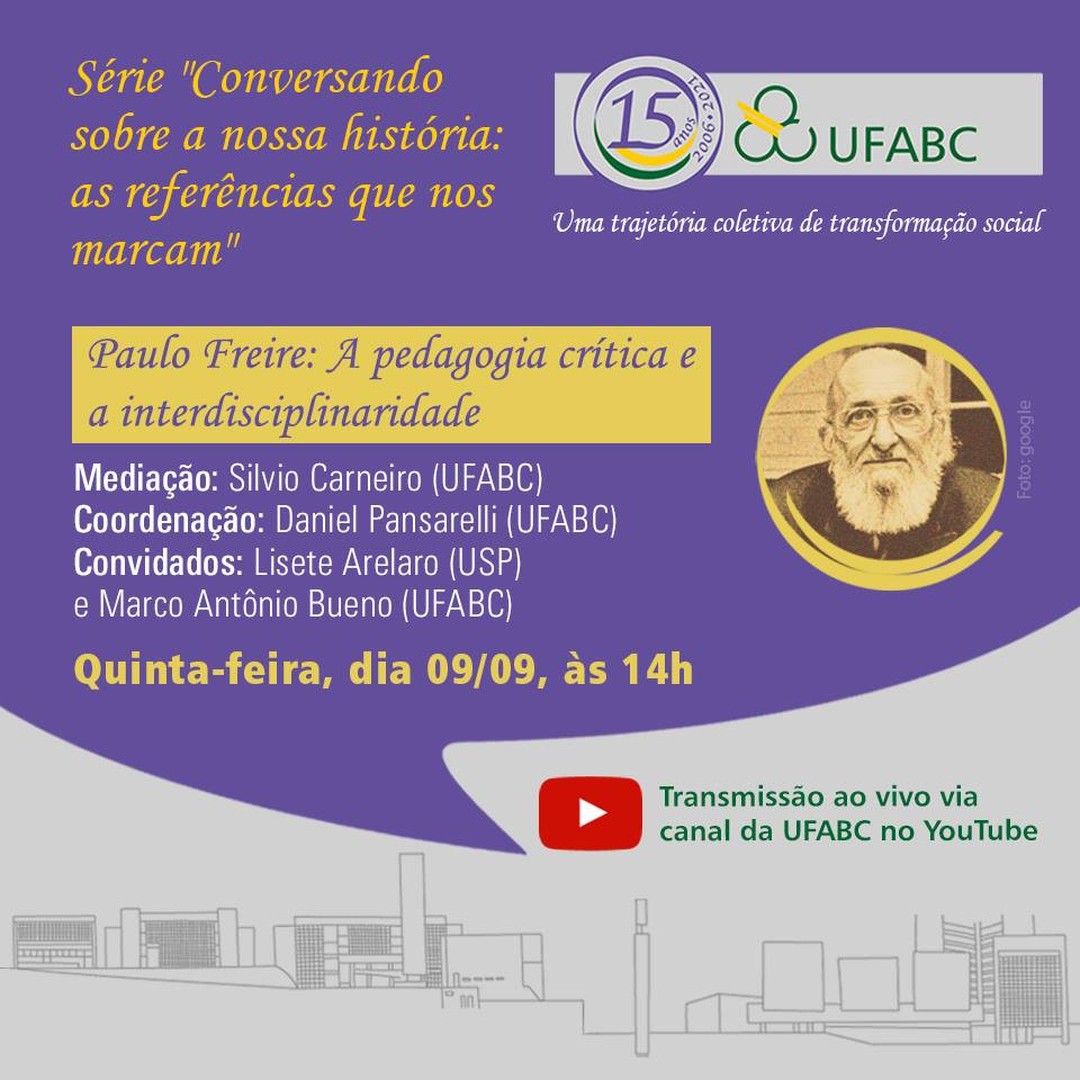 Série "Conversando
sobre a nossa história:
as referências que nos
marcam"
15 anos
2006 • 2021
UFABC
Uma trajetória coletiva de transformação social
Paulo Freire: A pedagogia crítica e
a interdisciplinaridade
Foto: google
Mediação: Silvio Carneiro (UFABC)
Coordenação: Daniel Pansarelli (UFABC)
Convidados: Lisete Arelaro (USP)
e Marco Antônio Bueno (UFABC)
Quinta-feira, dia 09/09, às 14h
Transmissão ao vivo via
canal da UFABC no YouTube